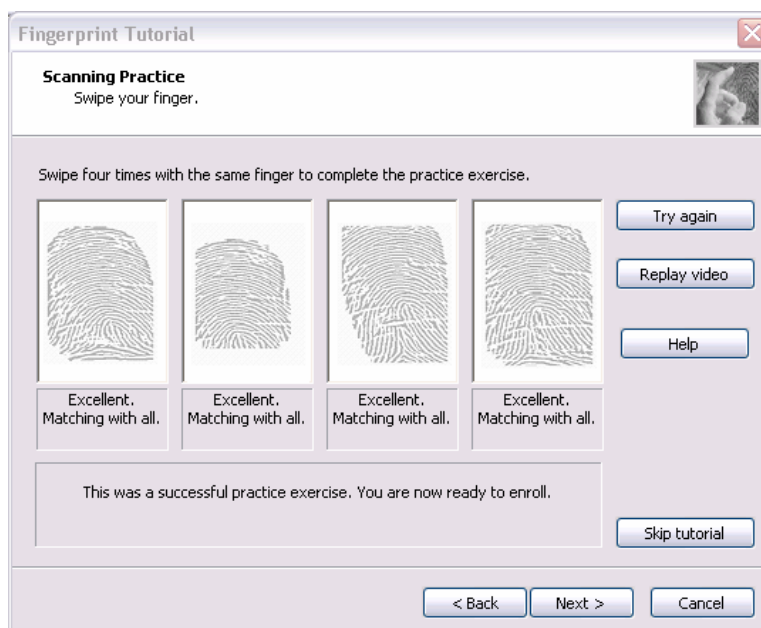 Fingerprint Tutorial
Scanning Practice
Swipe your finger.
Swipe four times with the same finger to complete the practice exercise.
Try again
Replay video
Help
Excellent.
Matching with all.
Excellent.
Matching with all.
Excellent.
Matching with all.
Excellent.
Matching with all.
This was a successful practice exercise. You are now ready to enroll.
Skip tutorial
< Back
Next >
Cancel